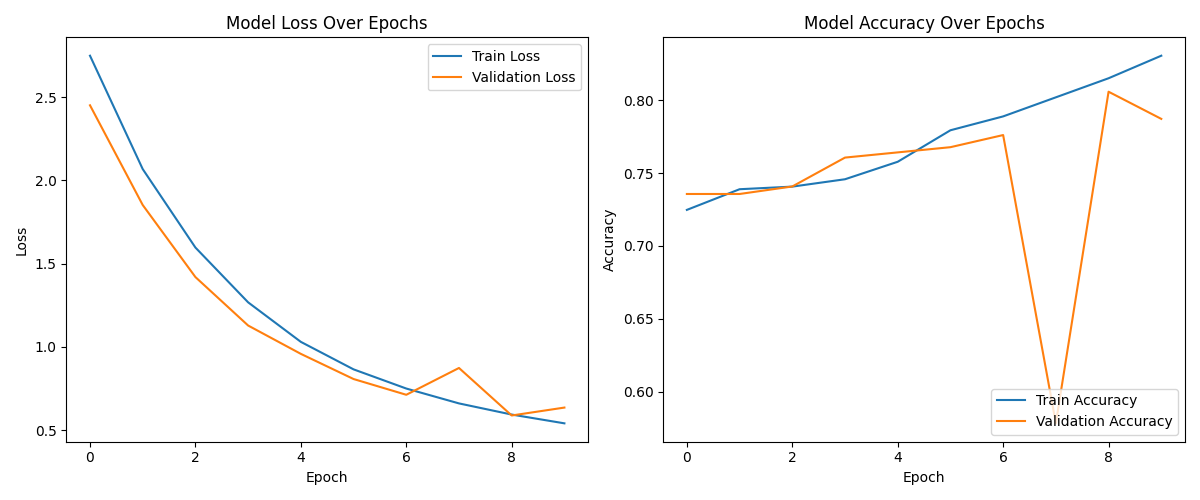 Model Loss Over Epochs
Train Loss
Validation Loss
2.5
2.0
1.5
1.0
0.5
Loss
0
2
4
6
8
Epoch
Model Accuracy Over Epochs
0.80
0.75
0.70
0.65
0.60
Accuracy
Train Accuracy
Validation Accuracy
0
2
4
6
8
Epoch